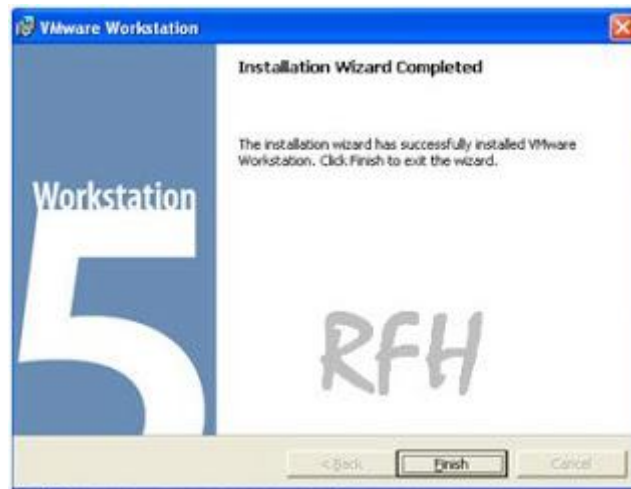 VMware Workstation
Installation Wizard Completed
The installation wizard has successfully installed VMware
Workstation. Click Finish to exit the wizard.
Workstation
5
RFH
< Back
Finish
Cancel